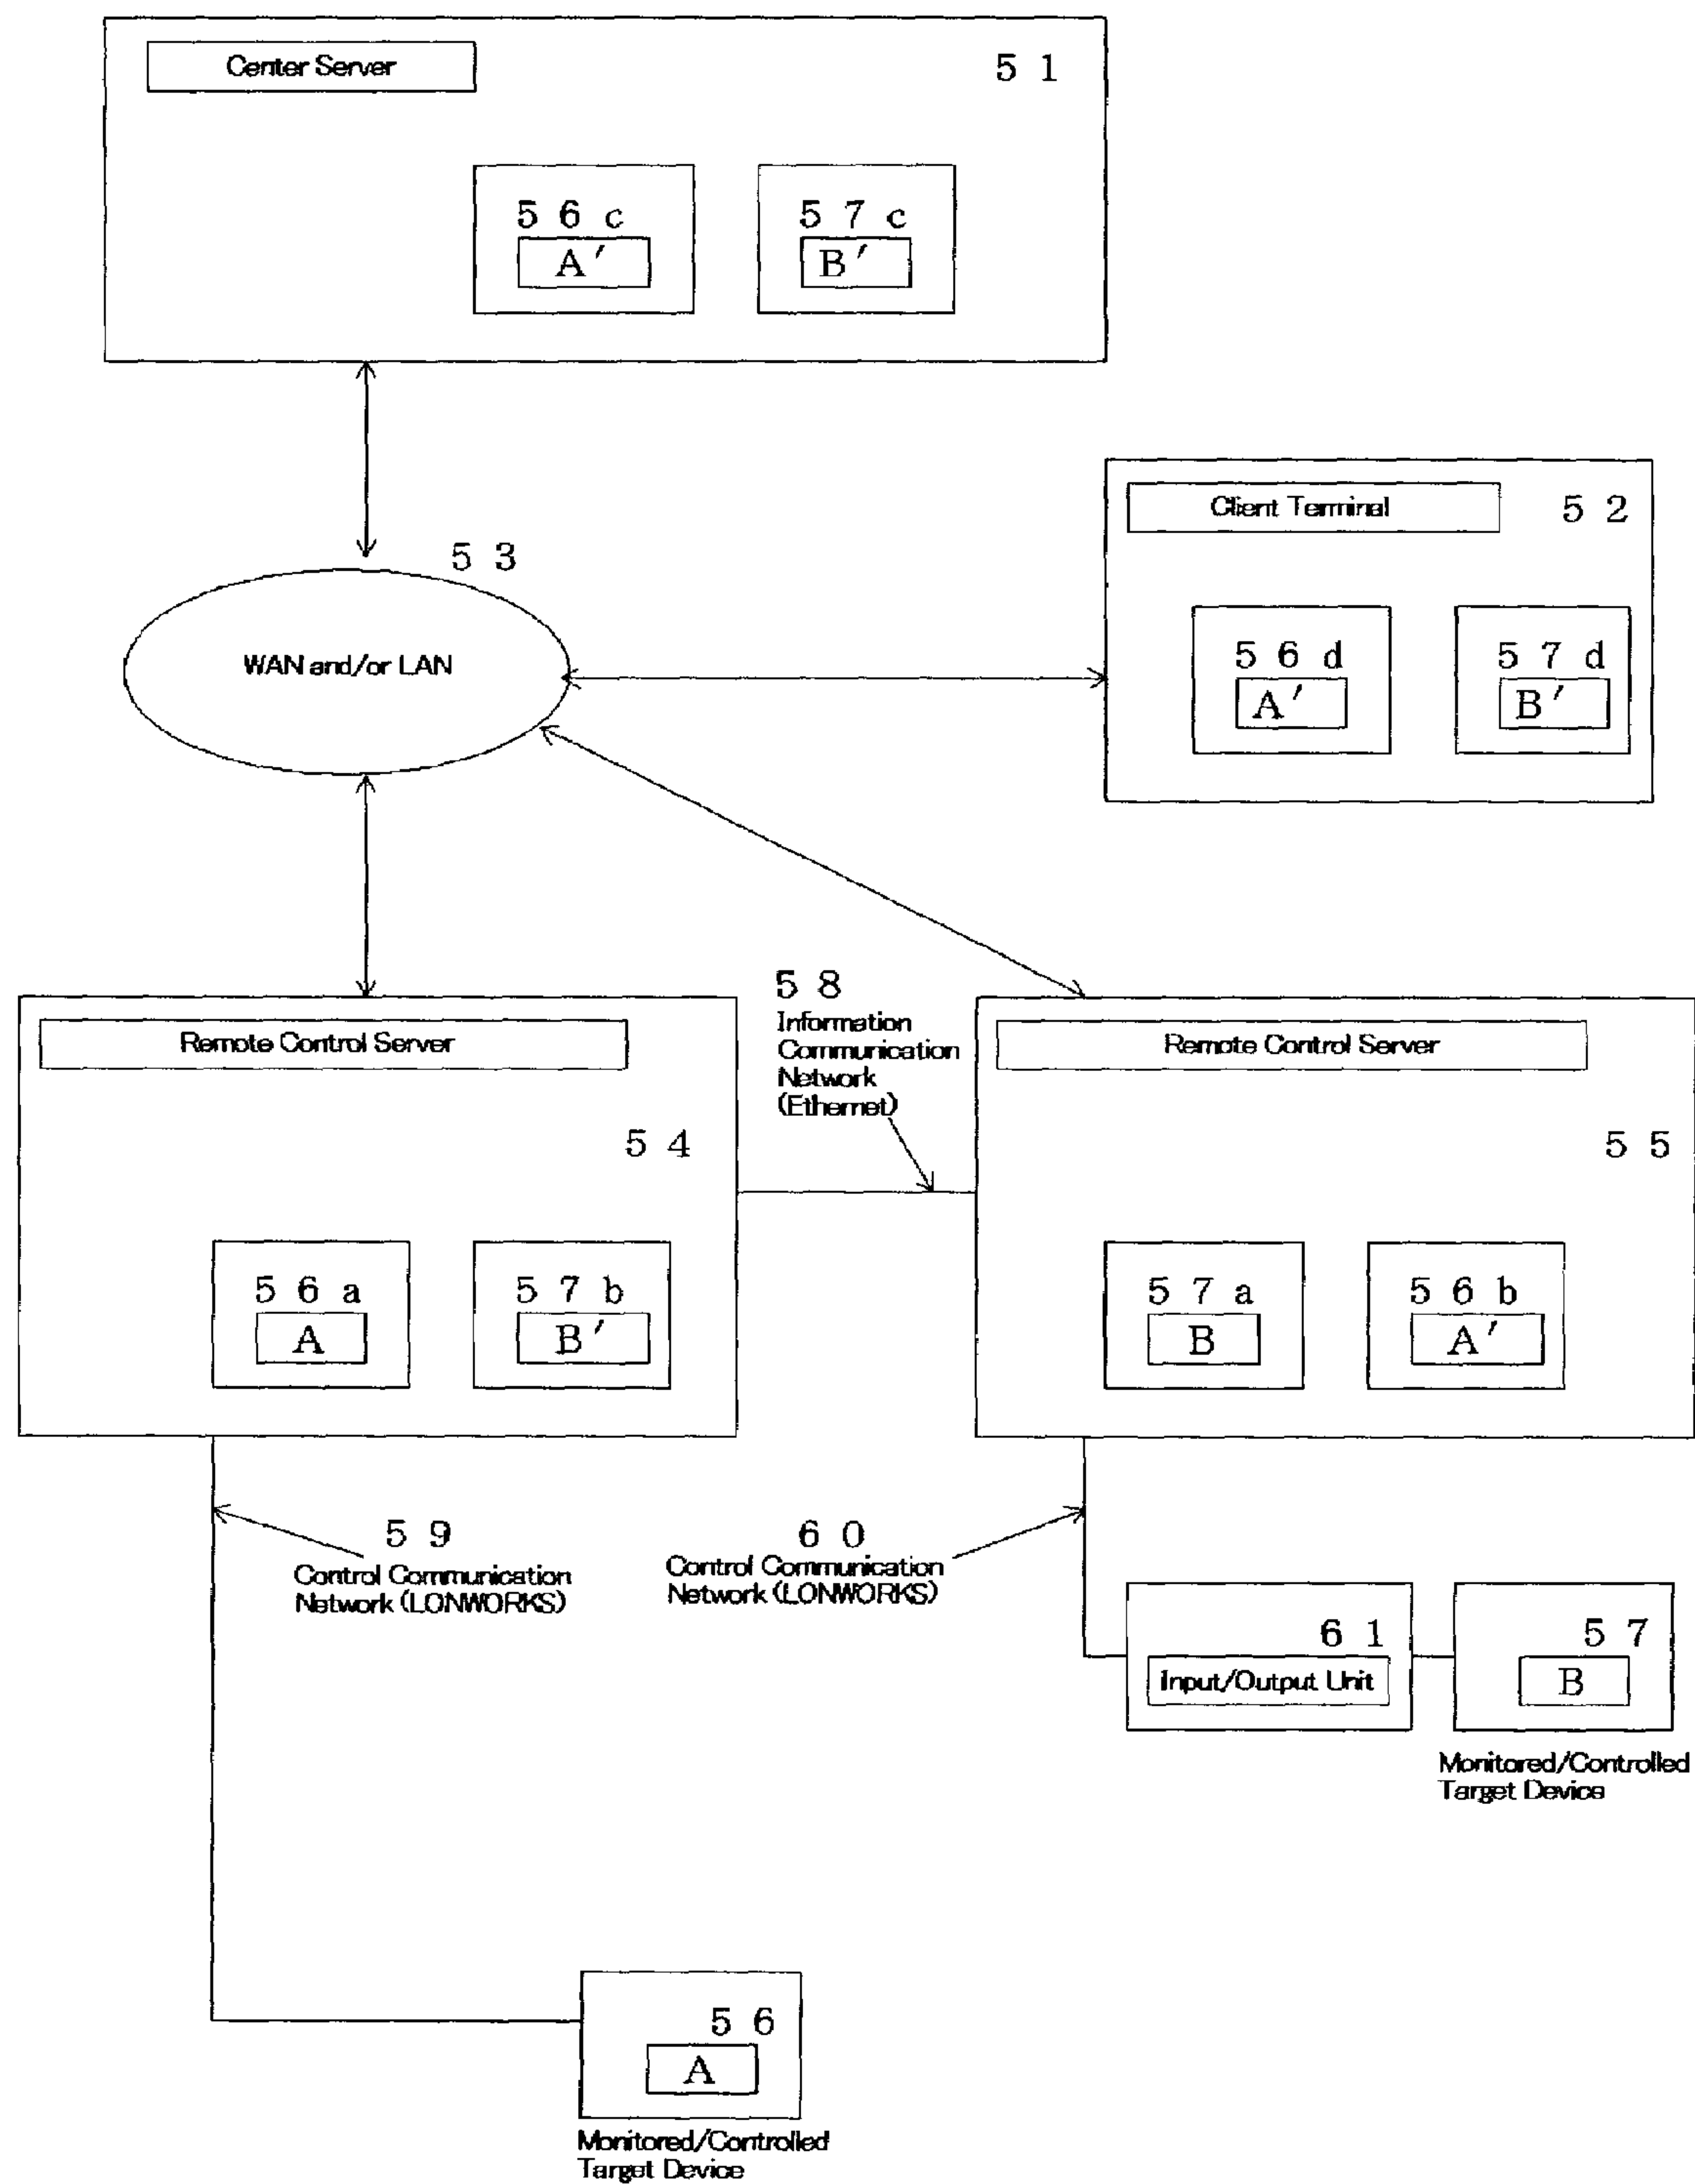 Center Server
5 1
5 6 c
A′
5 7 c
B′
Client Terminal
5 2
5 6 d
A′
5 7 d
B′
5 3
WAN and/or LAN
5 8
Information
Communication
Network
(Ethernet)
Remote Control Server
5 4
5 6 a
A
5 7 b
B′
Remote Control Server
5 5
5 7 a
B
5 6 b
A′
5 9
Control Communication
Network (LONWORKS)
6 0
Control Communication
Network (LONWORKS)
6 1
Input/Output Unit
5 7
B
Monitored/Controlled
Target Device
5 6
A
Monitored/Controlled
Target Device